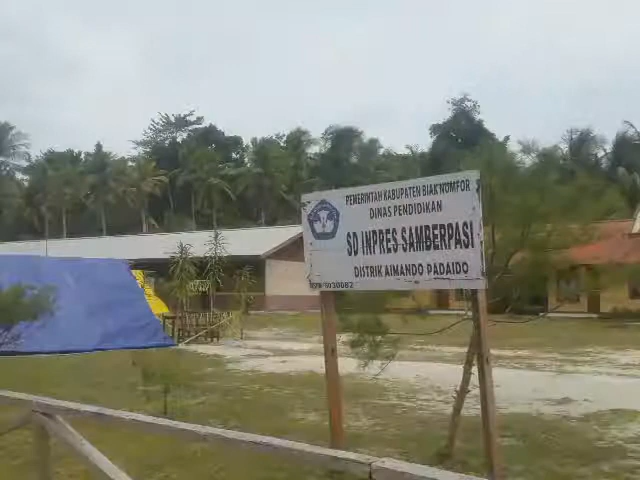 PEMERINTAH KABUPATEN BIAK NUMFOR
DINAS PENDIDIKAN
SD INPRES SAMBERPASI
DISTRIK AIMANDO PADAIDO